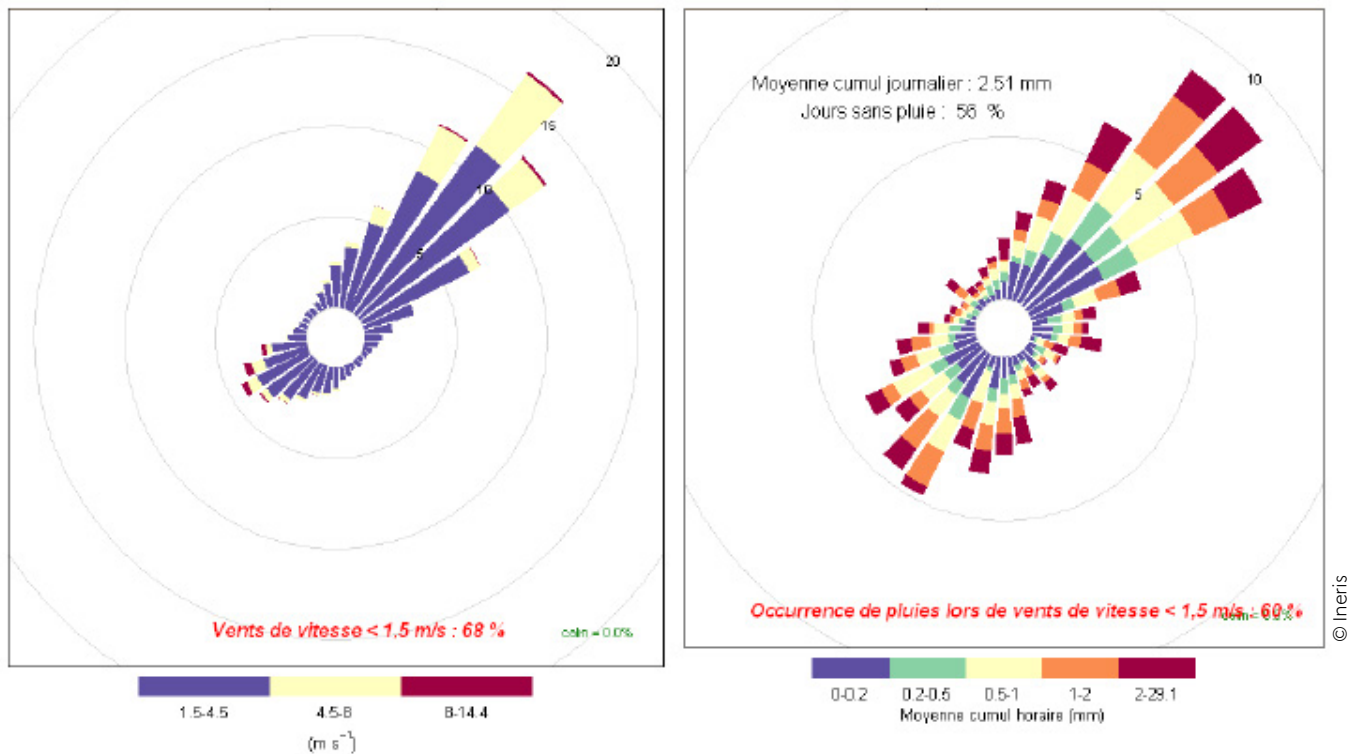 20
15
10
5
Vents de vitesse < 1,5 m/s : 68 %
calm = 0.0%
1.5-4.5
4.5-8
8-14.4
(m s⁻¹)
Moyenne cumul journalier : 2.51 mm
Jours sans pluie : 56 %
10
5
Occurrence de pluies lors de vents de vitesse < 1,5 m/s : 60 %
0-0.2
0.2-0.5
0.5-1
1-2
2-29.1
Moyenne cumul horaire (mm)
© Ineris